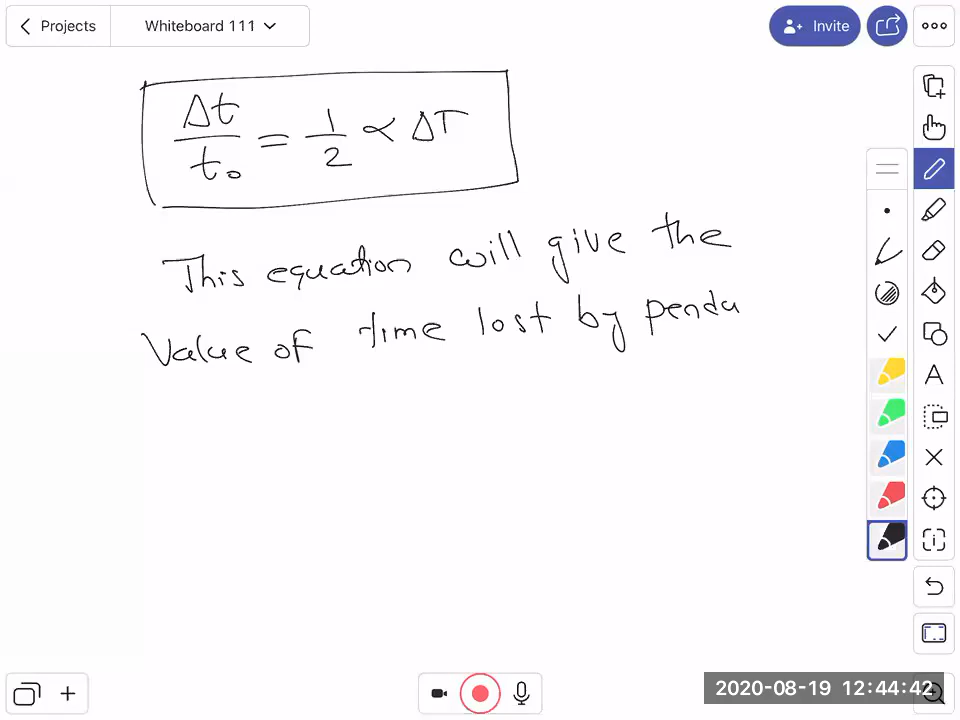 Projects
Whiteboard 111
Invite
Δt/t₀ = 1/2 ∝ ΔT
This equation will give the
Value of time lost by pendu
A
2020-08-19 12:44:42